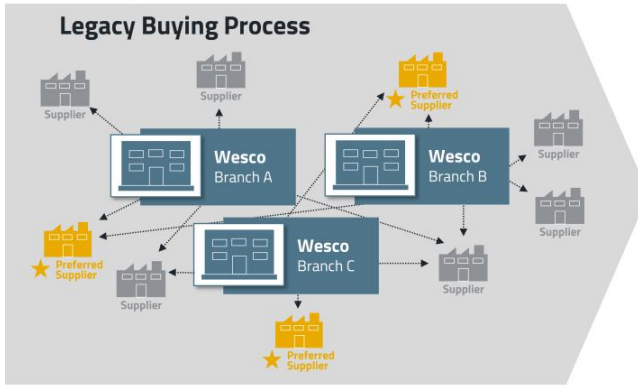 Legacy Buying Process
Supplier
Supplier
Preferred
Supplier
Supplier
Wesco
Branch A
Wesco
Branch B
Supplier
Preferred
Supplier
Wesco
Branch C
Supplier
Supplier
Preferred
Supplier